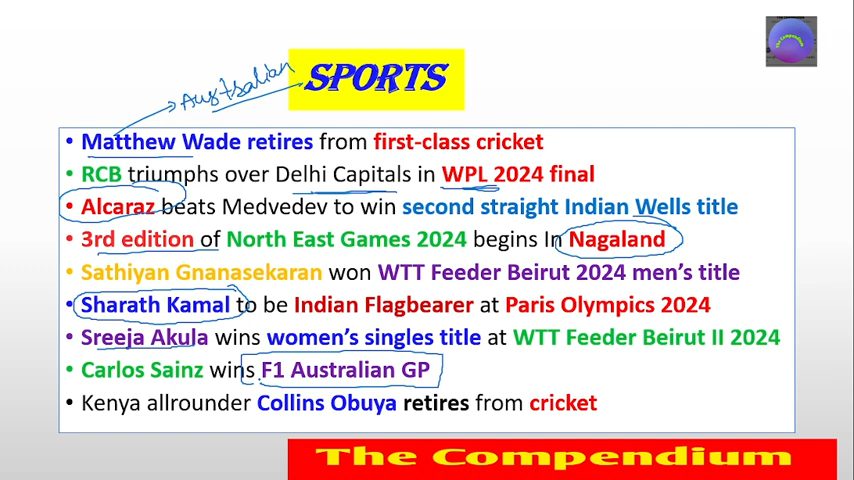 The Compendium
Australian
SPORTS
• Matthew Wade retires from first-class cricket
• RCB triumphs over Delhi Capitals in WPL 2024 final
• Alcaraz beats Medvedev to win second straight Indian Wells title
• 3rd edition of North East Games 2024 begins In Nagaland
• Sathiyan Gnanasekaran won WTT Feeder Beirut 2024 men's title
• Sharath Kamal to be Indian Flagbearer at Paris Olympics 2024
• Sreeja Akula wins women's singles title at WTT Feeder Beirut II 2024
• Carlos Sainz wins F1 Australian GP
• Kenya allrounder Collins Obuya retires from cricket
The Compendium